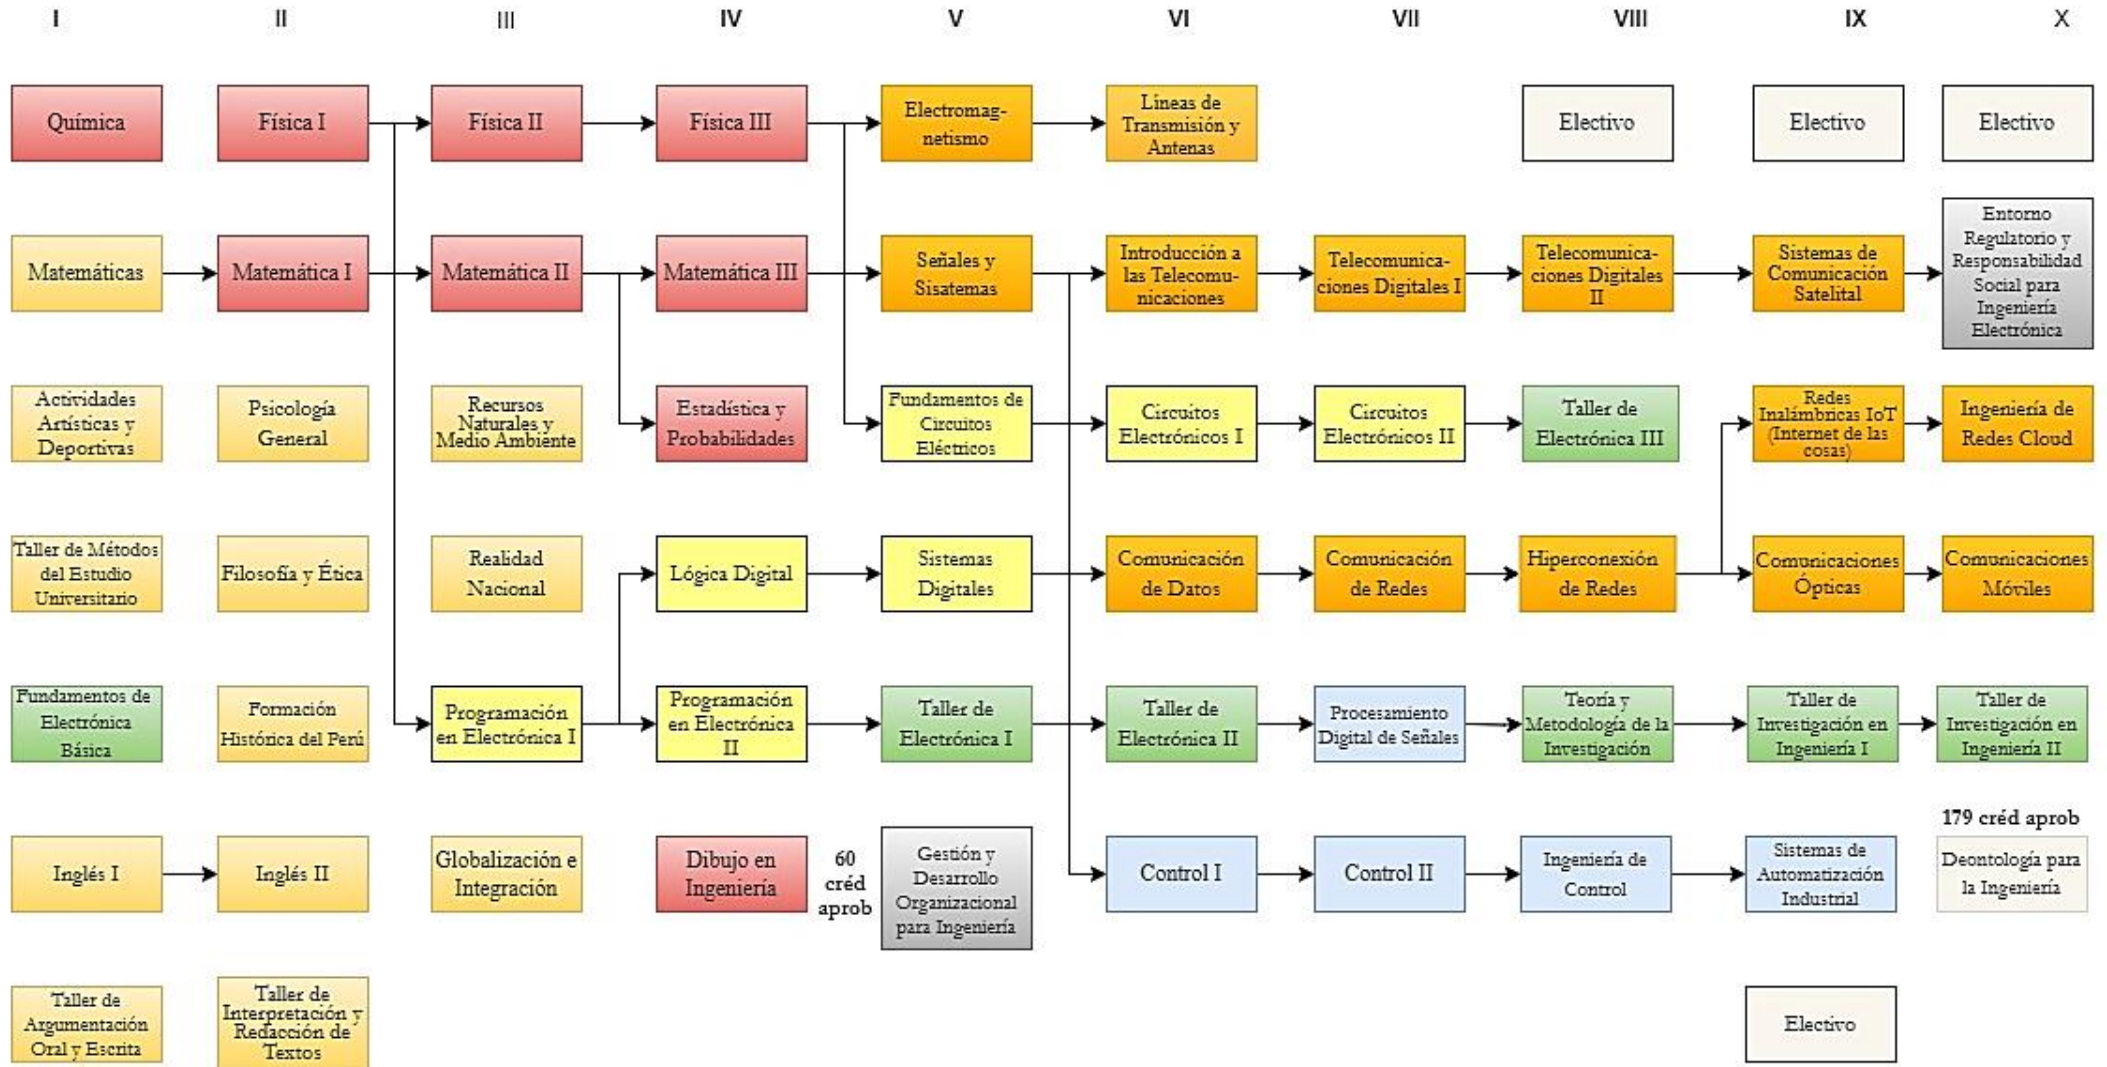 I
II
III
IV
V
VI
VII
VIII
IX
X
Química
Física I
Física II
Física III
Electromag-
netismo
Líneas de
Transmisión y
Antenas
Electivo
Electivo
Electivo
Matemáticas
Matemática I
Matemática II
Matemática III
Señales y
Sisatemas
Introducción a
las Telecomu-
nicaciones
Telecomunica-
ciones Digitales I
Telecomunica-
ciones Digitales
II
Sistemas de
Comunicación
Satelital
Entorno
Regulatorio y
Responsabilidad
Social para
Ingeniería
Electrónica
Actividades
Artísticas y
Deportivas
Psicología
General
Recursos
Naturales y
Medio Ambiente
Estadística y
Probabilidades
Fundamentos de
Circuitos
Eléctricos
Circuitos
Electrónicos I
Circuitos
Electrónicos II
Taller de
Electrónica III
Redes
Inalámbricas IoT
(Internet de las
cosas)
Ingeniería de
Redes Cloud
Taller de Métodos
del Estudio
Universitario
Filosofía y Ética
Realidad
Nacional
Lógica Digital
Sistemas
Digitales
Comunicación
de Datos
Comunicación
de Redes
Hiperconexión
de Redes
Comunicaciones
Ópticas
Comunicaciones
Móviles
Fundamentos de
Electrónica
Básica
Formación
Histórica del Perú
Programación
en Electrónica I
Programación
en Electrónica
II
Taller de
Electrónica I
Taller de
Electrónica II
Procesamiento
Digital de Señales
Teoría y
Metodología de la
Investigación
Taller de
Investigación en
Ingeniería I
Taller de
Investigación en
Ingeniería II
Inglés I
Inglés II
Globalización e
Integración
Dibujo en
Ingeniería
60
créd
aprob
Gestión y
Desarrollo
Organizacional
para Ingeniería
Control I
Control II
Ingeniería de
Control
Sistemas de
Automatización
Industrial
179 créd aprob
Deontología para
la Ingeniería
Taller de
Argumentación
Oral y Escrita
Taller de
Interpretación y
Redacción de
Textos
Electivo